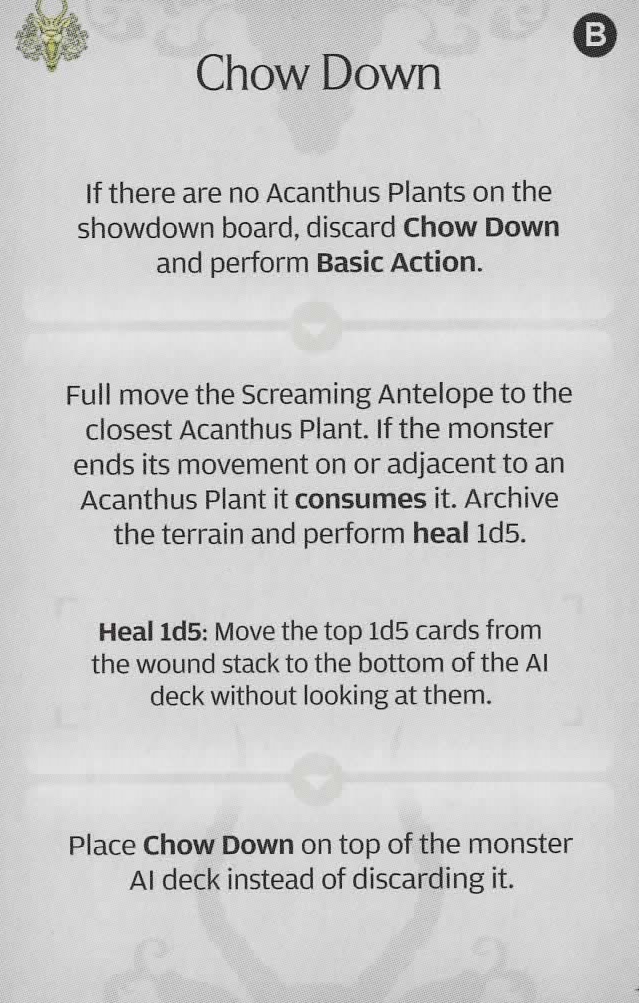 B
Chow Down
If there are no Acanthus Plants on the
showdown board, discard Chow Down
and perform Basic Action.
Full move the Screaming Antelope to the
closest Acanthus Plant. If the monster
ends its movement on or adjacent to an
Acanthus Plant it consumes it. Archive
the terrain and perform heal 1d5.
Heal 1d5: Move the top 1d5 cards from
the wound stack to the bottom of the AI
deck without looking at them.
Place Chow Down on top of the monster
AI deck instead of discarding it.